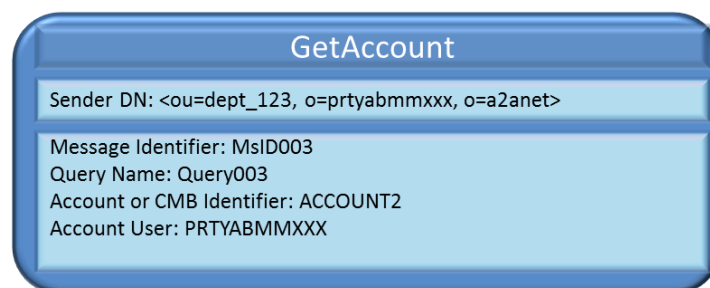 GetAccount
Sender DN: <ou=dept_123, o=prtyabmmxxx, o=a2anet>
Message Identifier: MsID003
Query Name: Query003
Account or CMB Identifier: ACCOUNT2
Account User: PRTYABMMXXX